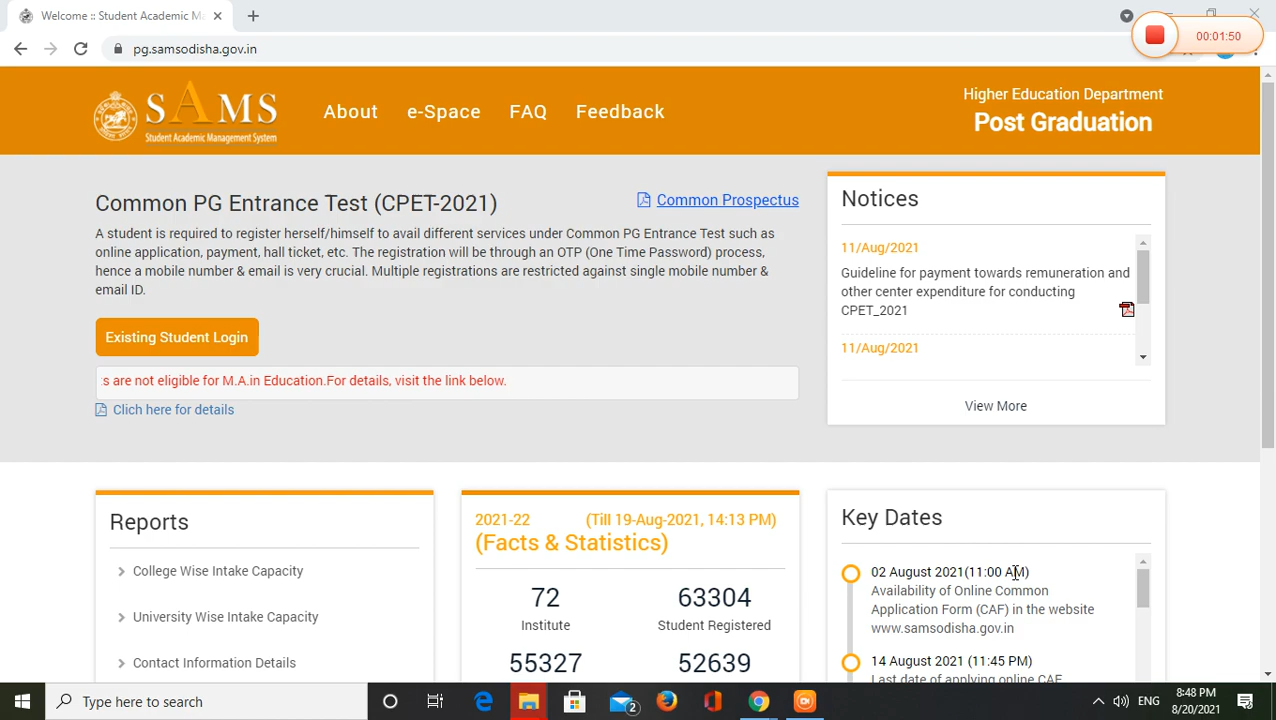 Welcome :: Student Academic Ma
00:01:50
pg.samsodisha.gov.in
SAMS
Student Academic Management System
About
e-Space
FAQ
Feedback
Higher Education Department
Post Graduation
Common PG Entrance Test (CPET-2021)
Common Prospectus
A student is required to register herself/himself to avail different services under Common PG Entrance Test such as
online application, payment, hall ticket, etc. The registration will be through an OTP (One Time Password) process,
hence a mobile number & email is very crucial. Multiple registrations are restricted against single mobile number &
email ID.
Existing Student Login
s are not eligible for M.A.in Education.For details, visit the link below.
Clich here for details
Notices
11/Aug/2021
Guideline for payment towards remuneration and
other center expenditure for conducting
CPET_2021
11/Aug/2021
View More
Reports
College Wise Intake Capacity
University Wise Intake Capacity
Contact Information Details
2021-22
(Till 19-Aug-2021, 14:13 PM)
(Facts & Statistics)
72
Institute
63304
Student Registered
55327
52639
Key Dates
02 August 2021(11:00 AM)
Availability of Online Common
Application Form (CAF) in the website
www.samsodisha.gov.in
14 August 2021 (11:45 PM)
Last date of applying online CAF
Type here to search
2
ENG
8:48 PM
8/20/2021